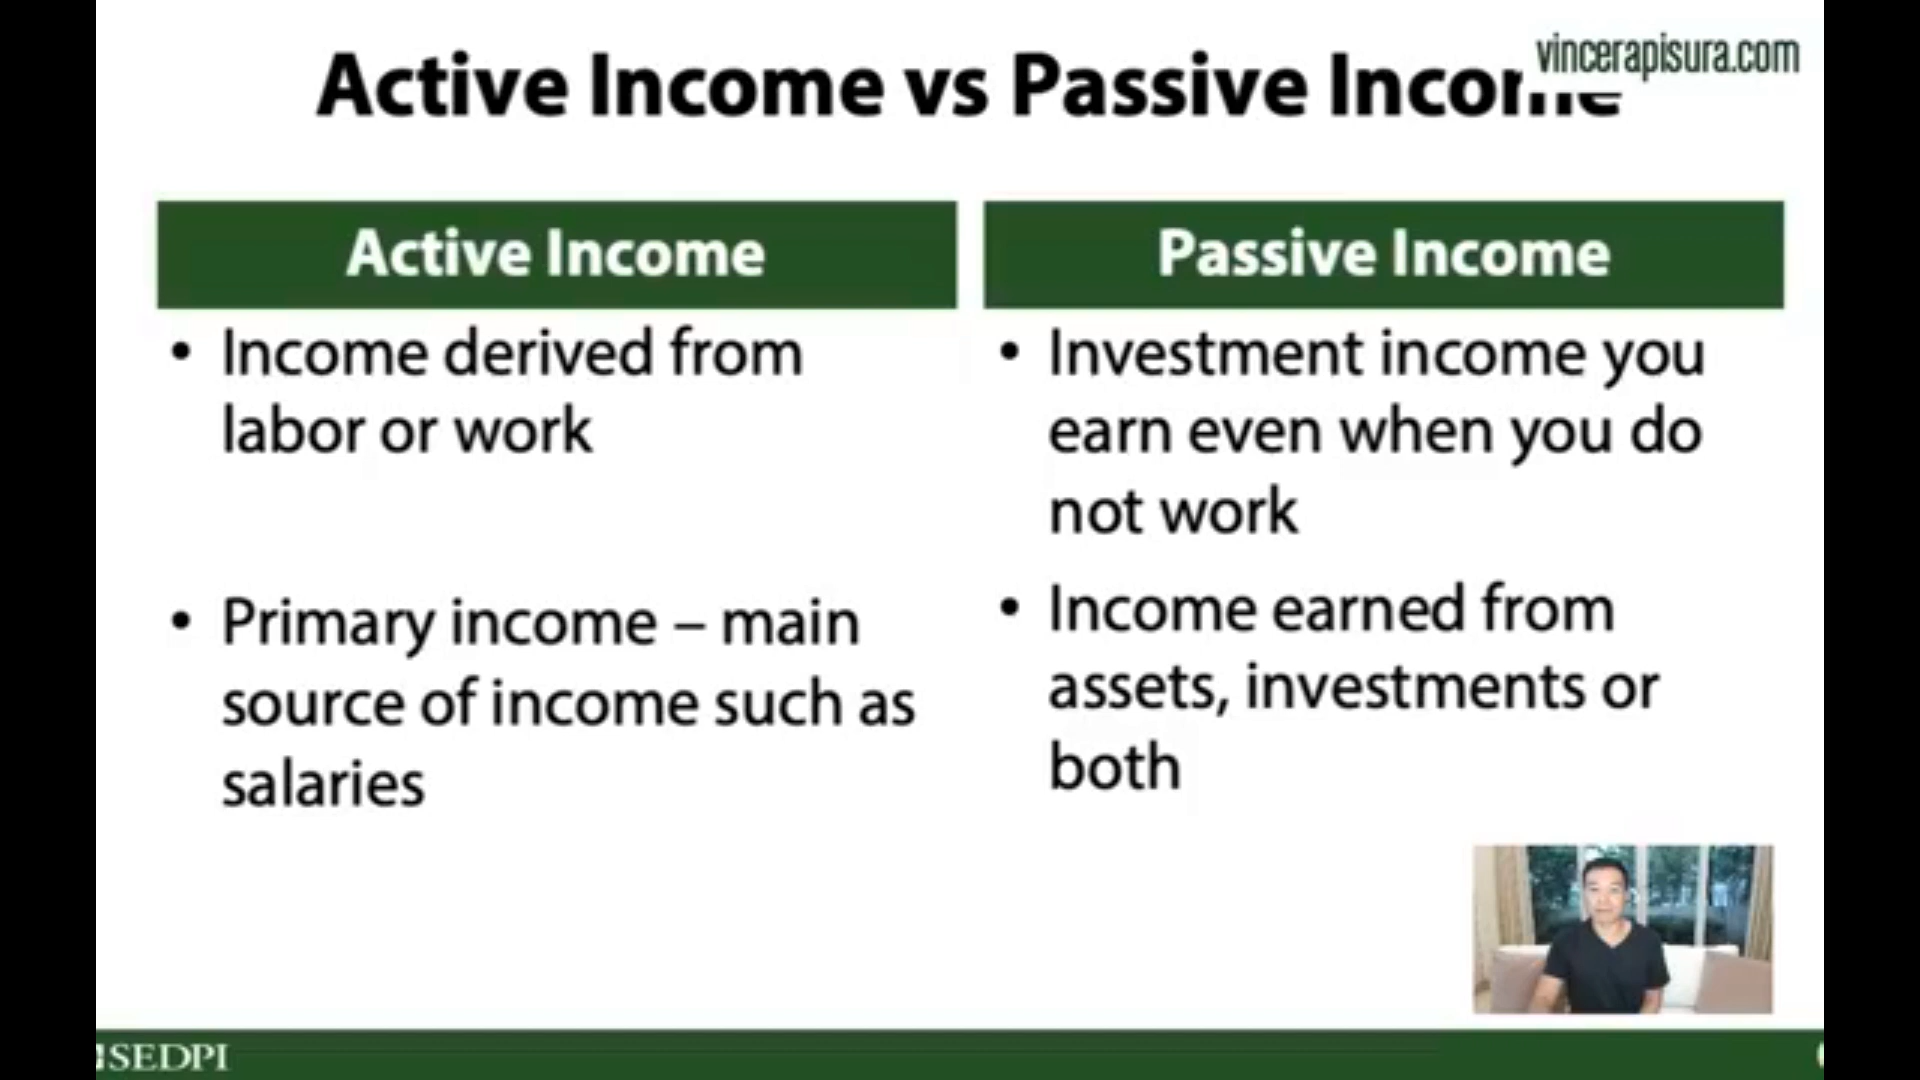 vincerapisura.com
Active Income vs Passive Income
Active Income
Passive Income
• Income derived from
labor or work
• Primary income – main
source of income such as
salaries
• Investment income you
earn even when you do
not work
• Income earned from
assets, investments or
both
SEDPI